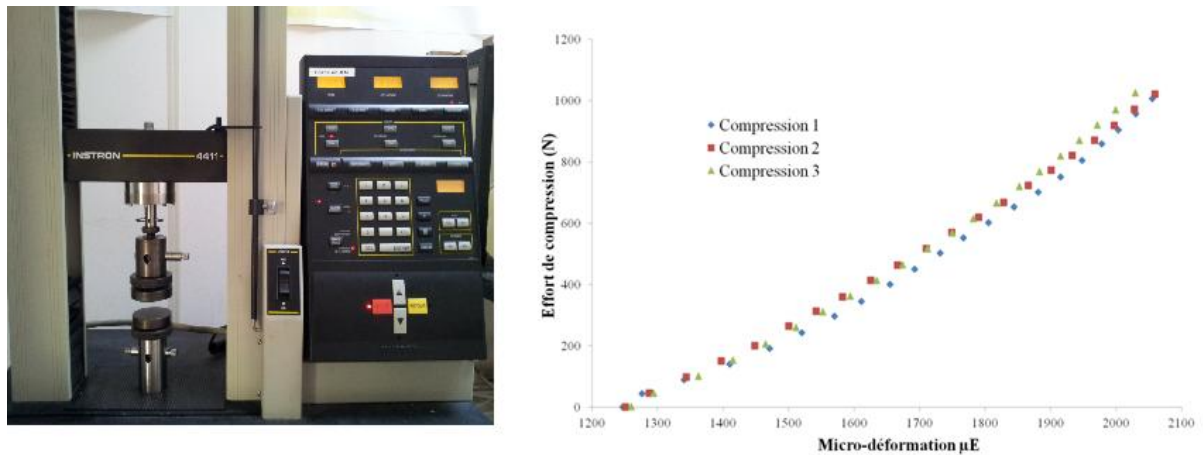 INSTRON 4411
Effort de compression (N)
1200
1000
800
600
400
200
0
Compression 1
Compression 2
Compression 3
1200 1300 1400 1500 1600 1700 1800 1900 2000 2100
Micro-déformation µE